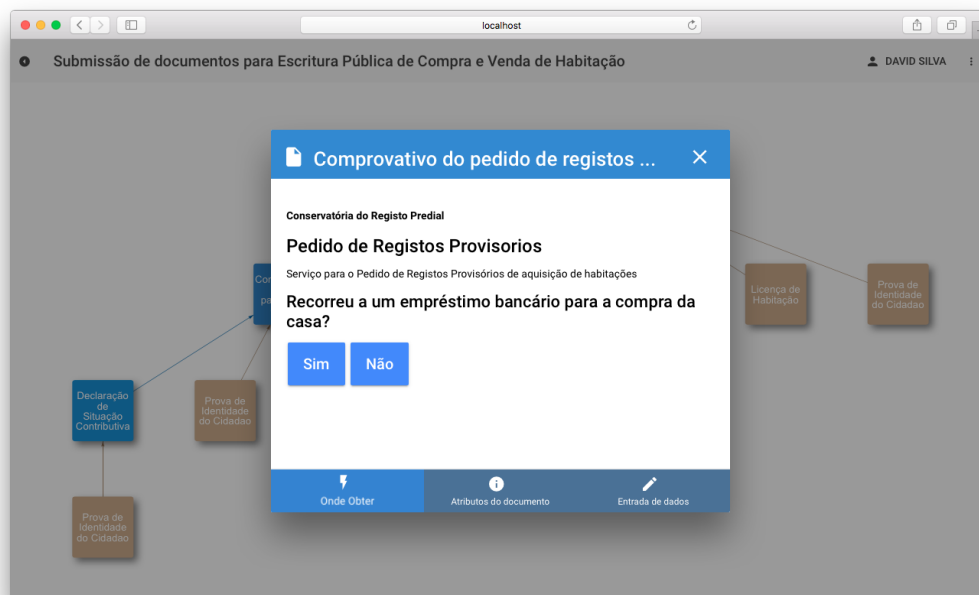 localhost
Submissão de documentos para Escritura Pública de Compra e Venda de Habitação
DAVID SILVA
Comprovativo do pedido de registos ...
Conservatória do Registo Predial
Pedido de Registos Provisorios
Serviço para o Pedido de Registos Provisórios de aquisição de habitações
Recorreu a um empréstimo bancário para a compra da
casa?
Sim
Não
Onde Obter
Atributos do documento
Entrada de dados
Licença de
Habitação
Prova de
Identidade
do Cidadao
Declaração
de
Situação
Contributiva
Prova de
Identidade
do Cidadao
Prova de
Identidade
do Cidadao